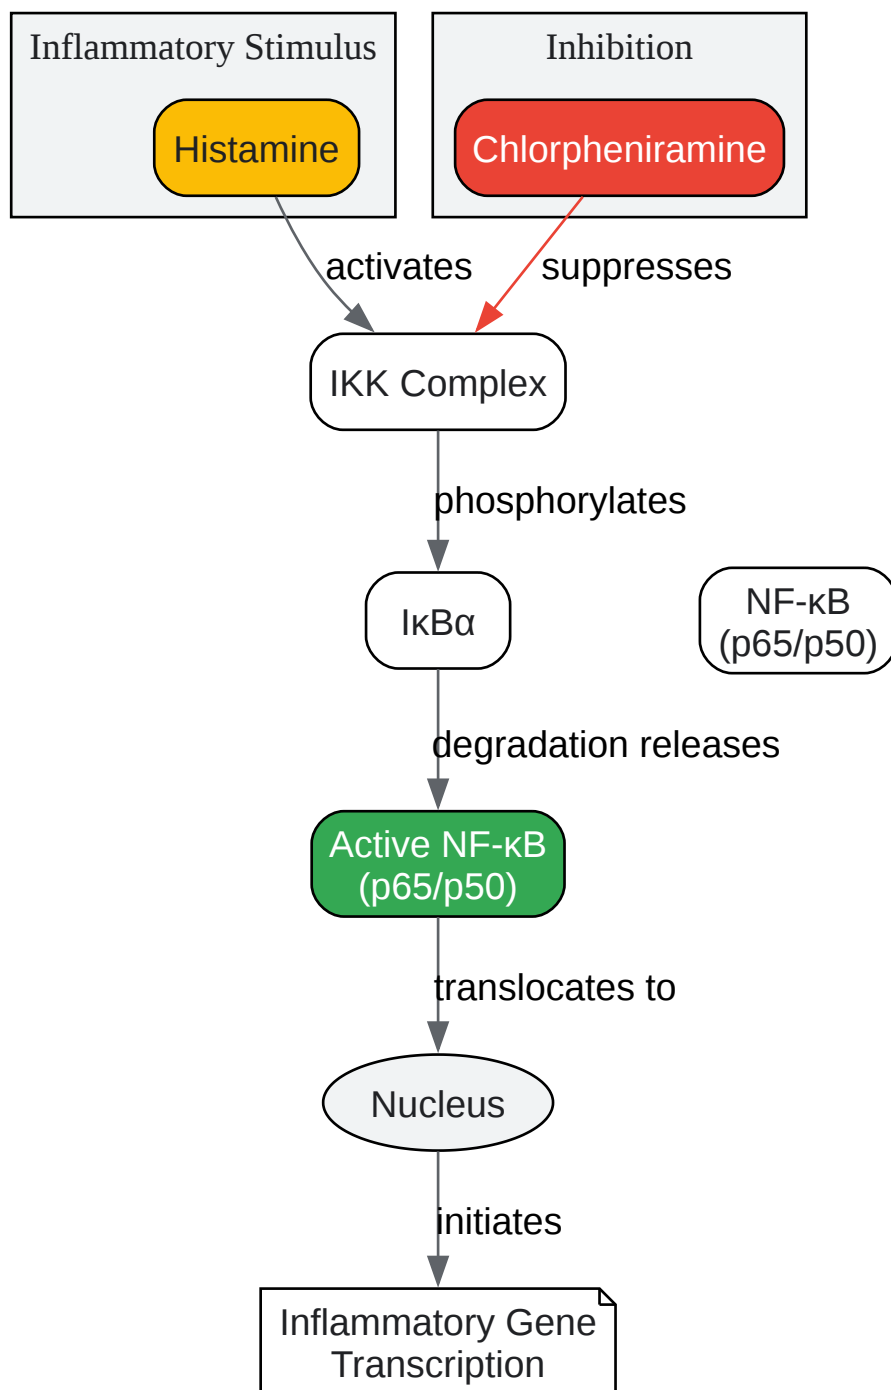 Inflammatory Stimulus
Inhibition
Histamine
Chlorpheniramine
activates
suppresses
IKK Complex
phosphorylates
IκBα
NF-κB
(p65/p50)
degradation releases
Active NF-κB
(p65/p50)
translocates to
Nucleus
initiates
Inflammatory Gene
Transcription